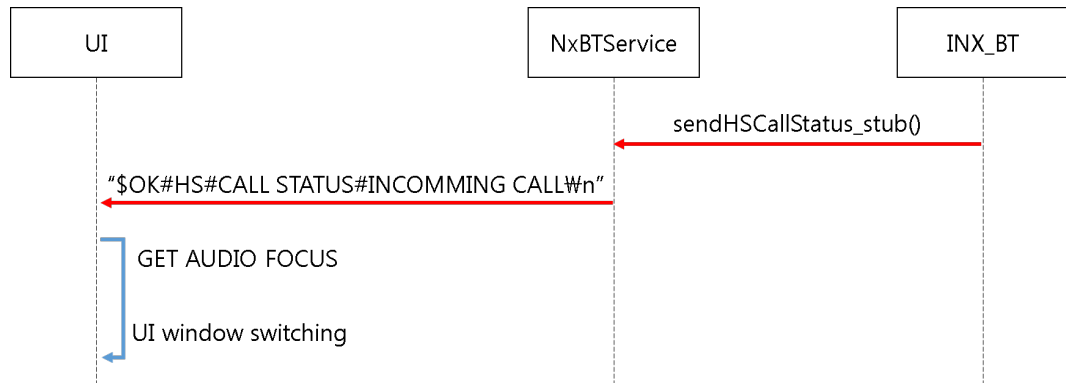 UI
NxBTService
INX_BT
sendHSCallStatus_stub()
“$OK#HS#CALL STATUS#INCOMMING CALL₩n”
GET AUDIO FOCUS
UI window switching